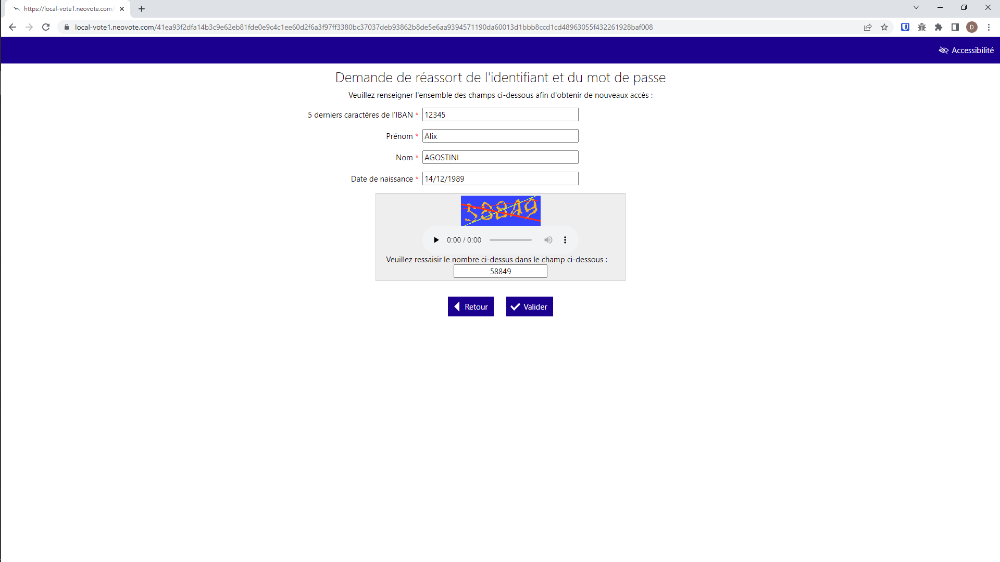 https://local-vote1.neovote.com/
local-vote1.neovote.com/41ea93f2dfa14b3c9e62eb81fde0e9c4c1ee60d2f6a3f97ff3380bc37037deb93862b8de5e6aa9394571190da60013d1bbb8ccd1cd48963055f432261928baf008
D
Accessibilité
Demande de réassort de l'identifiant et du mot de passe
Veuillez renseigner l'ensemble des champs ci-dessous afin d'obtenir de nouveaux accès :
5 derniers caractères de l'IBAN * 12345
Prénom * Alix
Nom * AGOSTINI
Date de naissance * 14/12/1989
58849
0:00 / 0:00
Veuillez ressaisir le nombre ci-dessus dans le champ ci-dessous :
58849
Retour
Valider